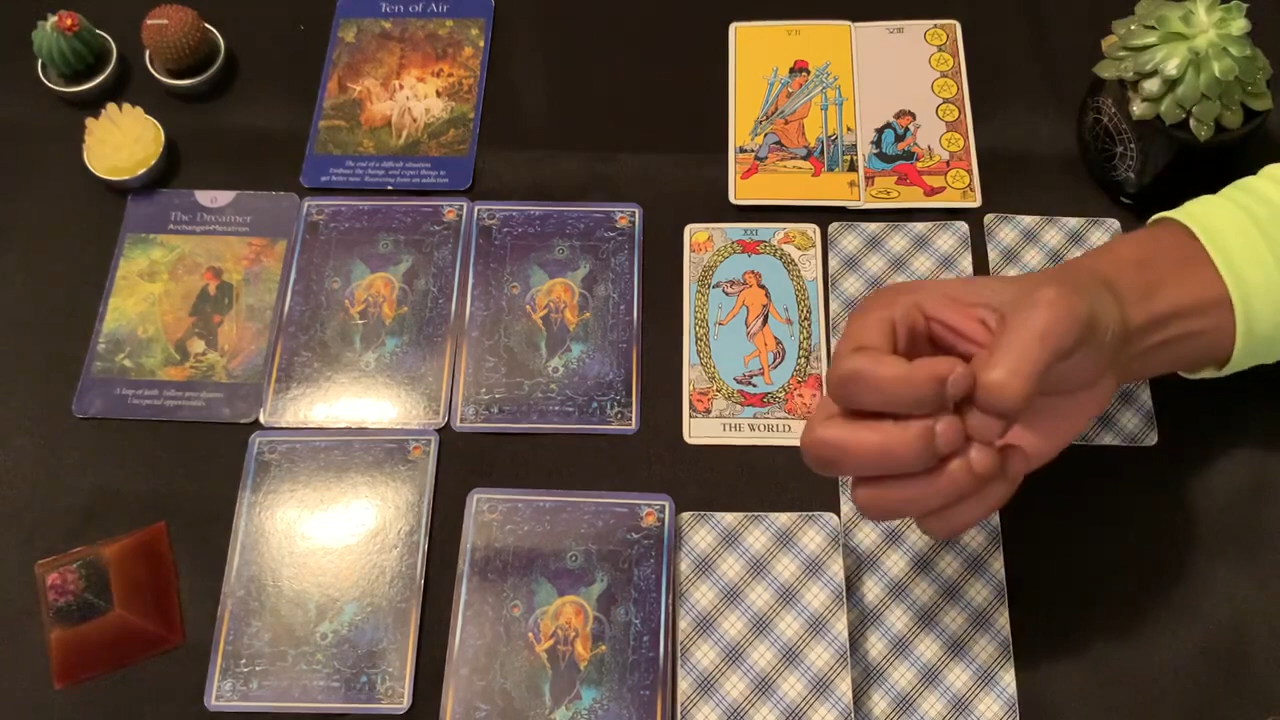 Ten of Air
The end of a difficult situation
Embrace the change, and expect things to
get better now. Recovering from an addiction.
VII
VIII
0
The Dreamer
Archangel Metatron
A leap of faith. Follow your dreams.
Unexpected opportunities.
XXI
THE WORLD.